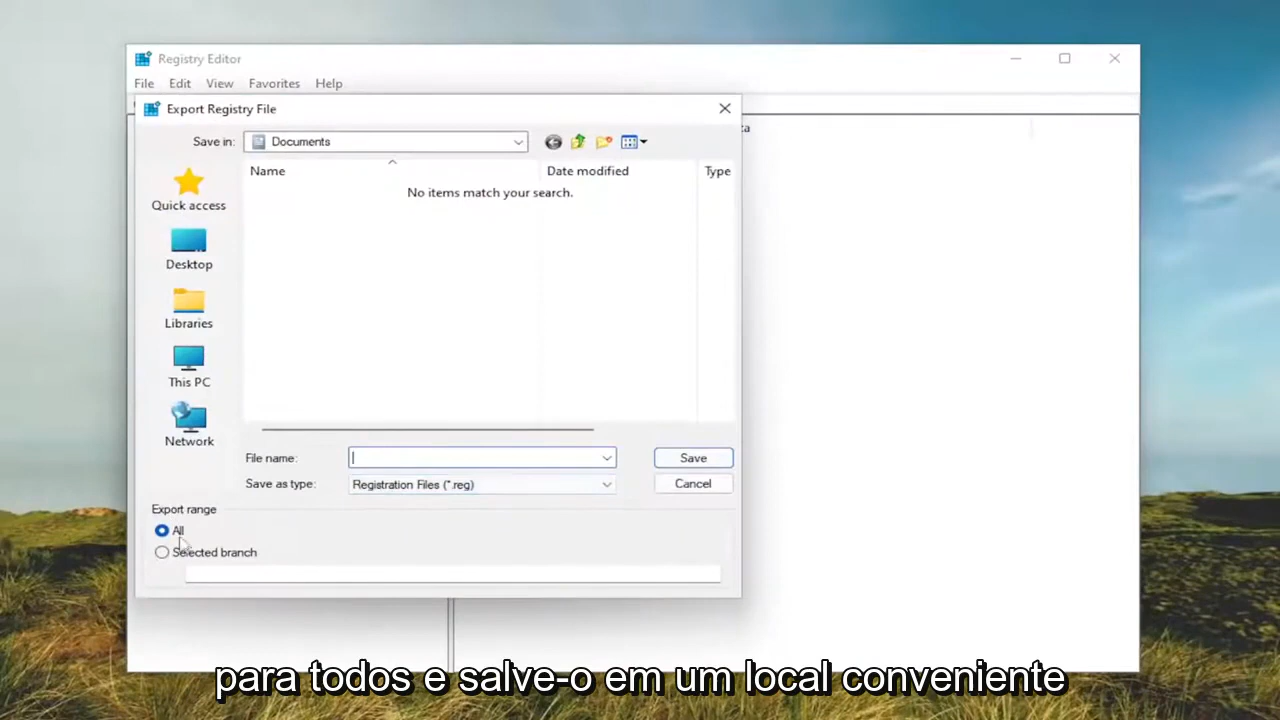 Registry Editor
File Edit View Favorites Help
Export Registry File
ta
Save in: Documents
Name Date modified Type
No items match your search.
Quick access
Desktop
Libraries
This PC
Network
File name: Save
Save as type: Registration Files (*.reg) Cancel
Export range
All
Selected branch
para todos e salve-o em um local conveniente